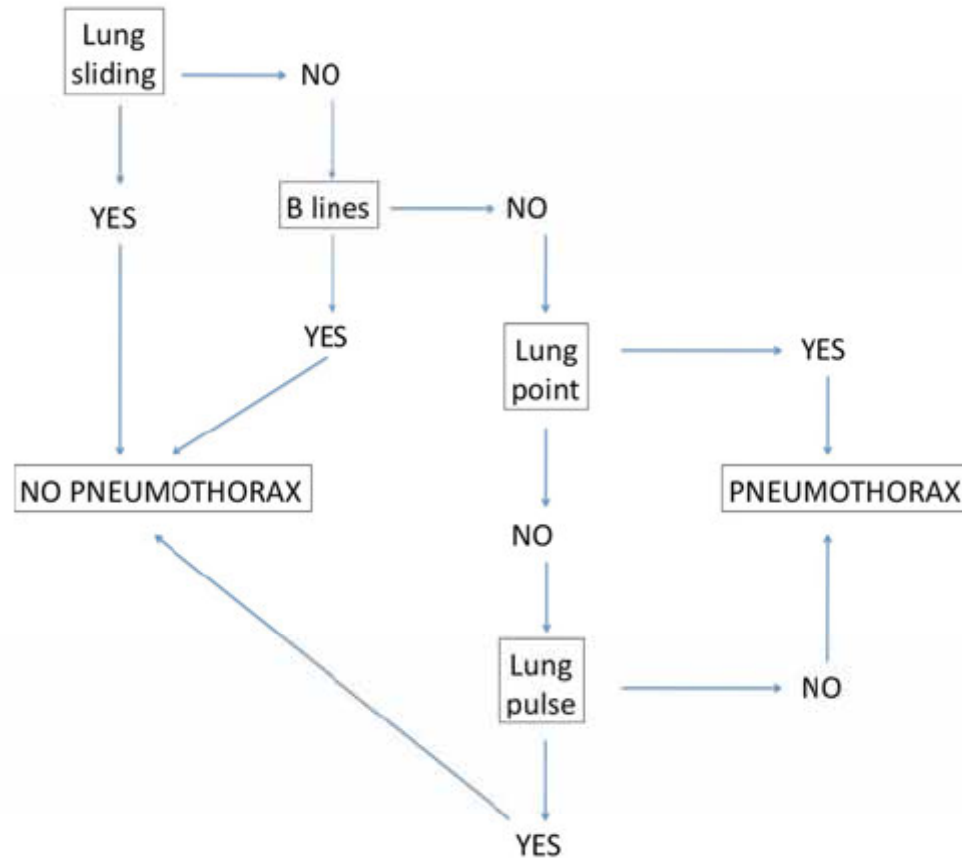 Lung
sliding
NO
YES
B lines
NO
YES
Lung
point
YES
NO PNEUMOTHORAX
PNEUMOTHORAX
NO
Lung
pulse
NO
YES